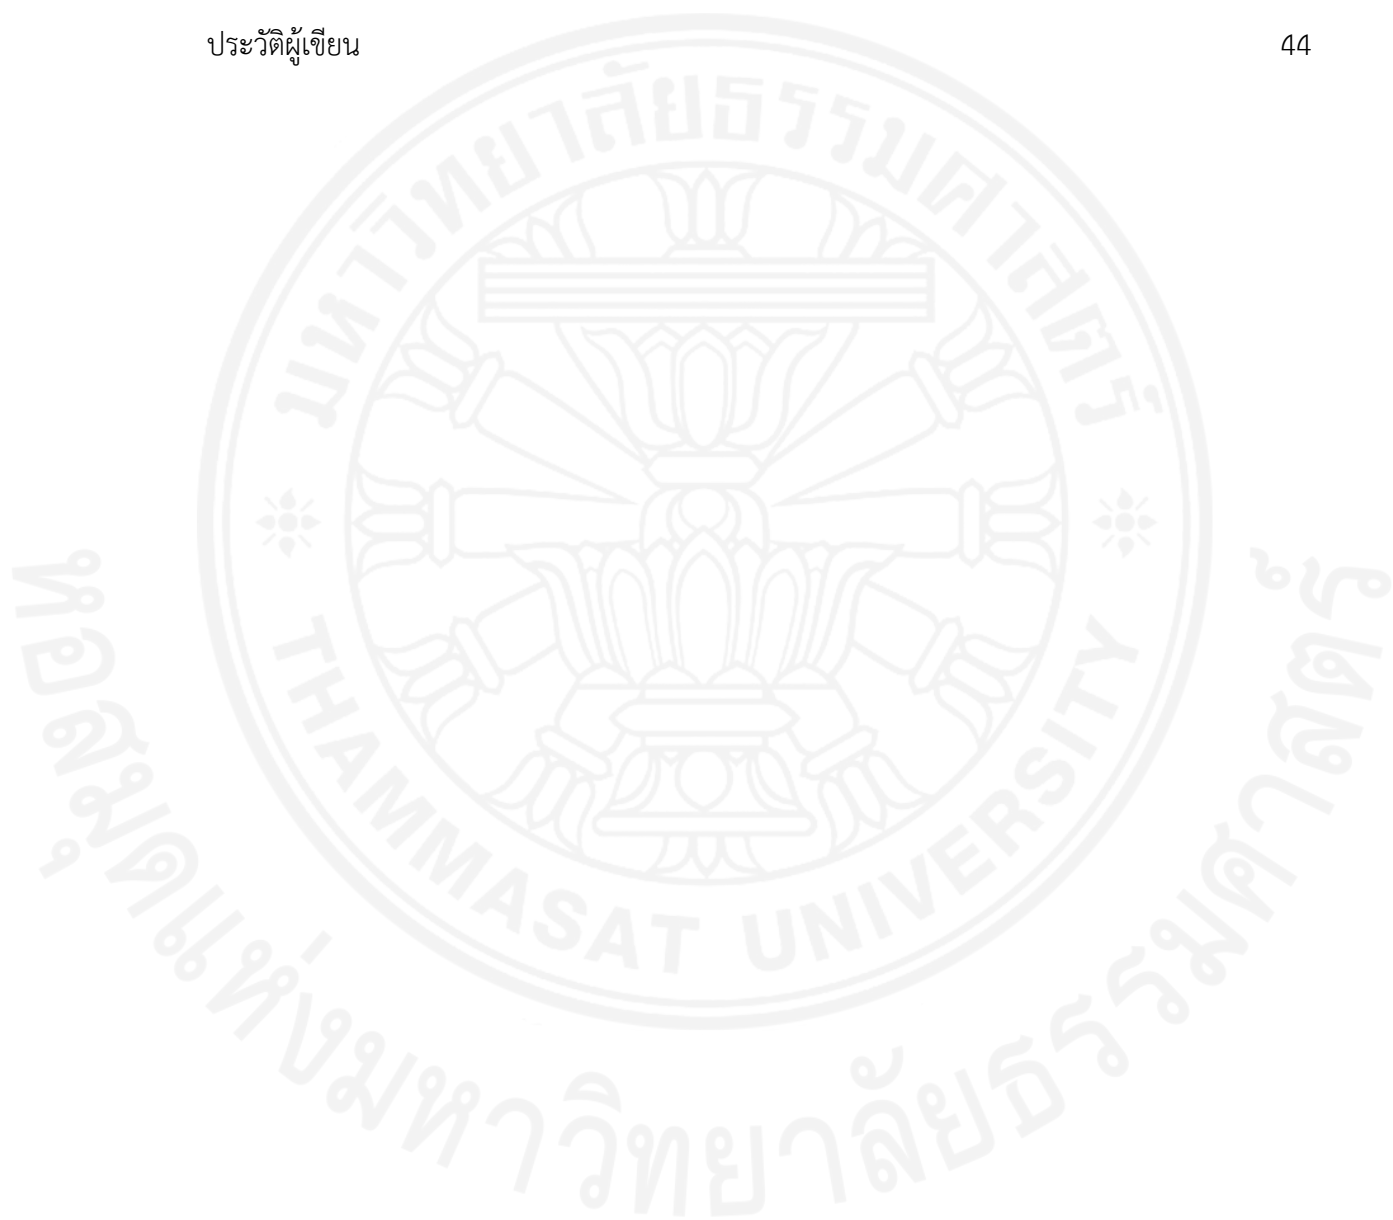 ประวัติผู้เขียน 44
มหาวิทยาลัยธรรมศาสตร์
THAMMASAT UNIVERSITY
หอสมุดแห่งมหาวิทยาลัยธรรมศาสตร์